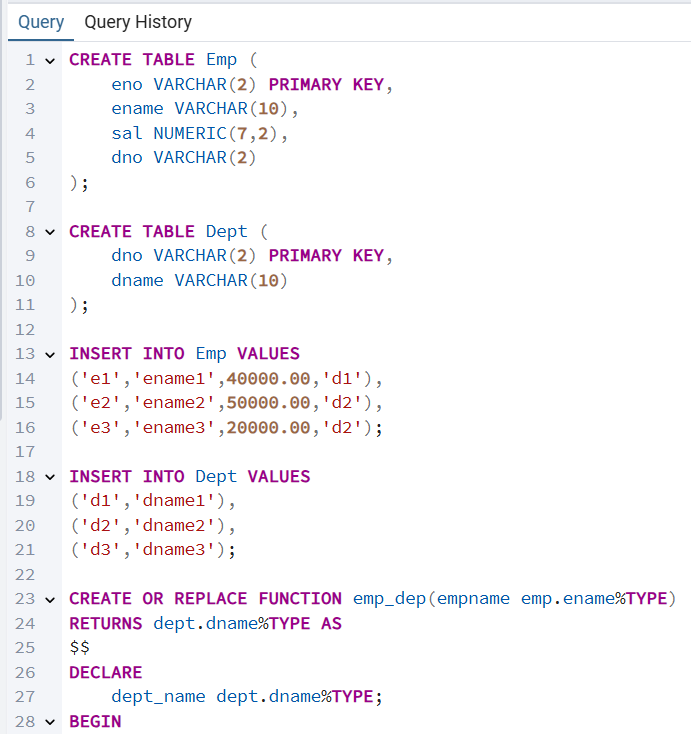 Query Query History
1 CREATE TABLE Emp (
2 eno VARCHAR(2) PRIMARY KEY,
3 ename VARCHAR(10),
4 sal NUMERIC(7,2),
5 dno VARCHAR(2)
6 );
7
8 CREATE TABLE Dept (
9 dno VARCHAR(2) PRIMARY KEY,
10 dname VARCHAR(10)
11 );
12
13 INSERT INTO Emp VALUES
14 ('e1','ename1',40000.00,'d1'),
15 ('e2','ename2',50000.00,'d2'),
16 ('e3','ename3',20000.00,'d2');
17
18 INSERT INTO Dept VALUES
19 ('d1','dname1'),
20 ('d2','dname2'),
21 ('d3','dname3');
22
23 CREATE OR REPLACE FUNCTION emp_dep(empname emp.ename%TYPE)
24 RETURNS dept.dname%TYPE AS
25 $$
26 DECLARE
27 dept_name dept.dname%TYPE;
28 BEGIN